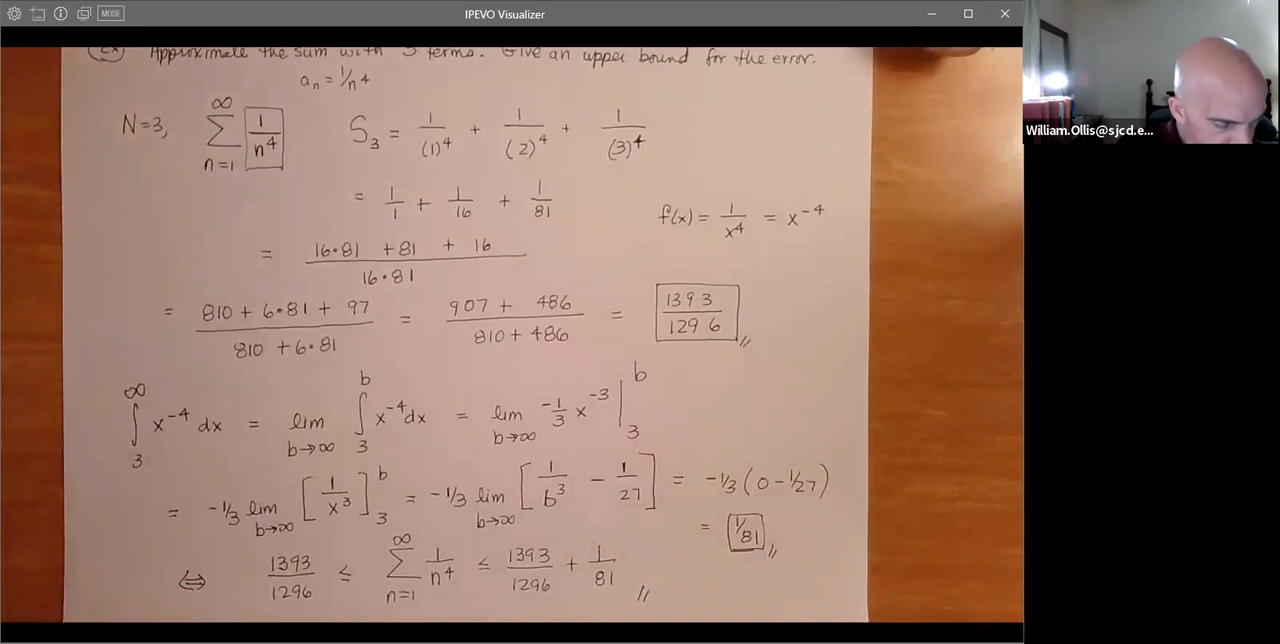 MODE
IPEVO Visualizer
Ex Approximate the sum with 3 terms. Give an upper bound for the error.
aₙ = 1/n⁴
N=3, ∑_{n=1}^{∞} 1/n⁴ S₃ = 1/(1)⁴ + 1/(2)⁴ + 1/(3)⁴
= 1/1 + 1/16 + 1/81
f(x) = 1/x⁴ = x⁻⁴
= (16•81 + 81 + 16)/(16•81)
= (810 + 6•81 + 97)/(810 + 6•81) = (907 + 486)/(810 + 486) = 1393/1296 //
∫_{3}^{∞} x⁻⁴ dx = lim_{b→∞} ∫_{3}^{b} x⁻⁴ dx = lim_{b→∞} -1/3 x⁻³ |_{3}^{b}
= -1/3 lim_{b→∞} [1/x³]_{3}^{b} = -1/3 lim_{b→∞} [1/b³ - 1/27] = -1/3 (0 - 1/27)
= 1/81 //
⇔ 1393/1296 ≤ ∑_{n=1}^{∞} 1/n⁴ ≤ 1393/1296 + 1/81 //
William.Ollis@sjcd.e...